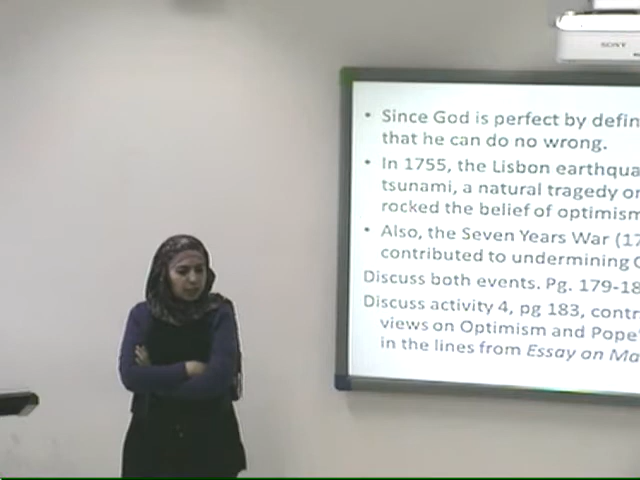 SONY
• Since God is perfect by defin
that he can do no wrong.
• In 1755, the Lisbon earthqua
tsunami, a natural tragedy or
rocked the belief of optimism
• Also, the Seven Years War (17
contributed to undermining
Discuss both events. Pg. 179-18
Discuss activity 4, pg 183, contr
views on Optimism and Pope'
in the lines from Essay on Ma